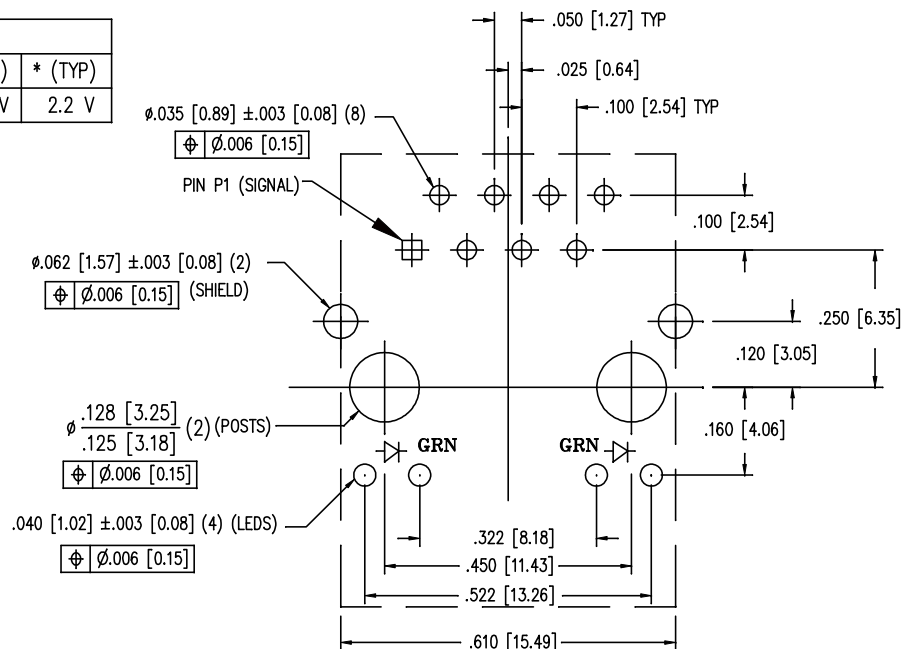 ) * (TYP)
V 2.2 V
.050 [1.27] TYP
.025 [0.64]
.100 [2.54] TYP
ø.035 [0.89] ±.003 [0.08] (8)
⌖ Ø.006 [0.15]
PIN P1 (SIGNAL)
.100 [2.54]
ø.062 [1.57] ±.003 [0.08] (2)
⌖ Ø.006 [0.15] (SHIELD)
.250 [6.35]
.120 [3.05]
ø .128 [3.25]
.125 [3.18] (2) (POSTS)
⌖ Ø.006 [0.15]
.160 [4.06]
GRN GRN
.040 [1.02] ±.003 [0.08] (4) (LEDS)
⌖ Ø.006 [0.15]
.322 [8.18]
.450 [11.43]
.522 [13.26]
.610 [15.49]